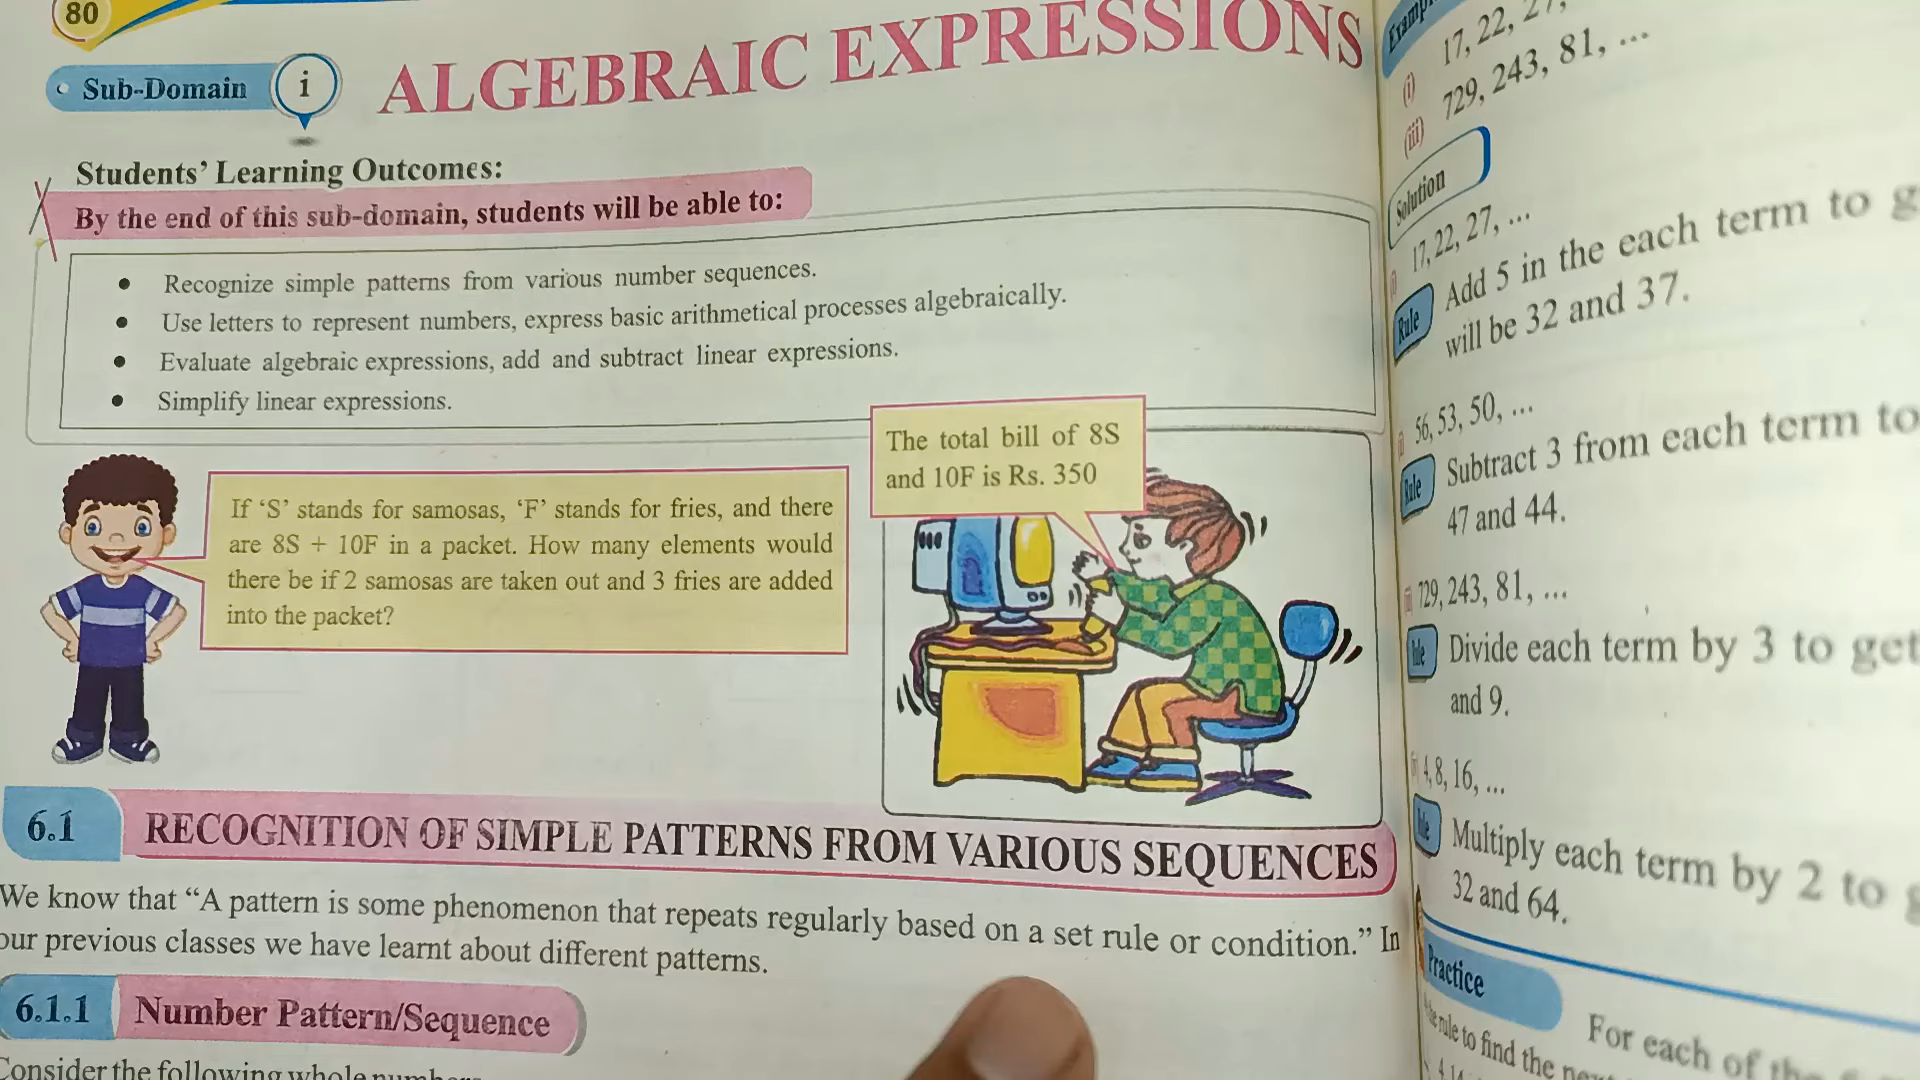 80
Sub-Domain i
ALGEBRAIC EXPRESSIONS
Students' Learning Outcomes:
By the end of this sub-domain, students will be able to:
• Recognize simple patterns from various number sequences.
• Use letters to represent numbers, express basic arithmetical processes algebraically.
• Evaluate algebraic expressions, add and subtract linear expressions.
• Simplify linear expressions.
If 'S' stands for samosas, 'F' stands for fries, and there
are 8S + 10F in a packet. How many elements would
there be if 2 samosas are taken out and 3 fries are added
into the packet?
The total bill of 8S
and 10F is Rs. 350
6.1 RECOGNITION OF SIMPLE PATTERNS FROM VARIOUS SEQUENCES
We know that “A pattern is some phenomenon that repeats regularly based on a set rule or condition.” In
our previous classes we have learnt about different patterns.
6.1.1 Number Pattern/Sequence
Consider the following whole
(i) 17, 22, 27,
(iii) 729, 243, 81, ...
Solution
17, 22, 27, ...
Rule Add 5 in the each term to
will be 32 and 37.
56, 53, 50, ...
Rule Subtract 3 from each term to
47 and 44.
729, 243, 81, ...
Divide each term by 3 to get
and 9.
4, 8, 16, ...
Multiply each term by 2 to
32 and 64.
Practice
For each of
rule to find the